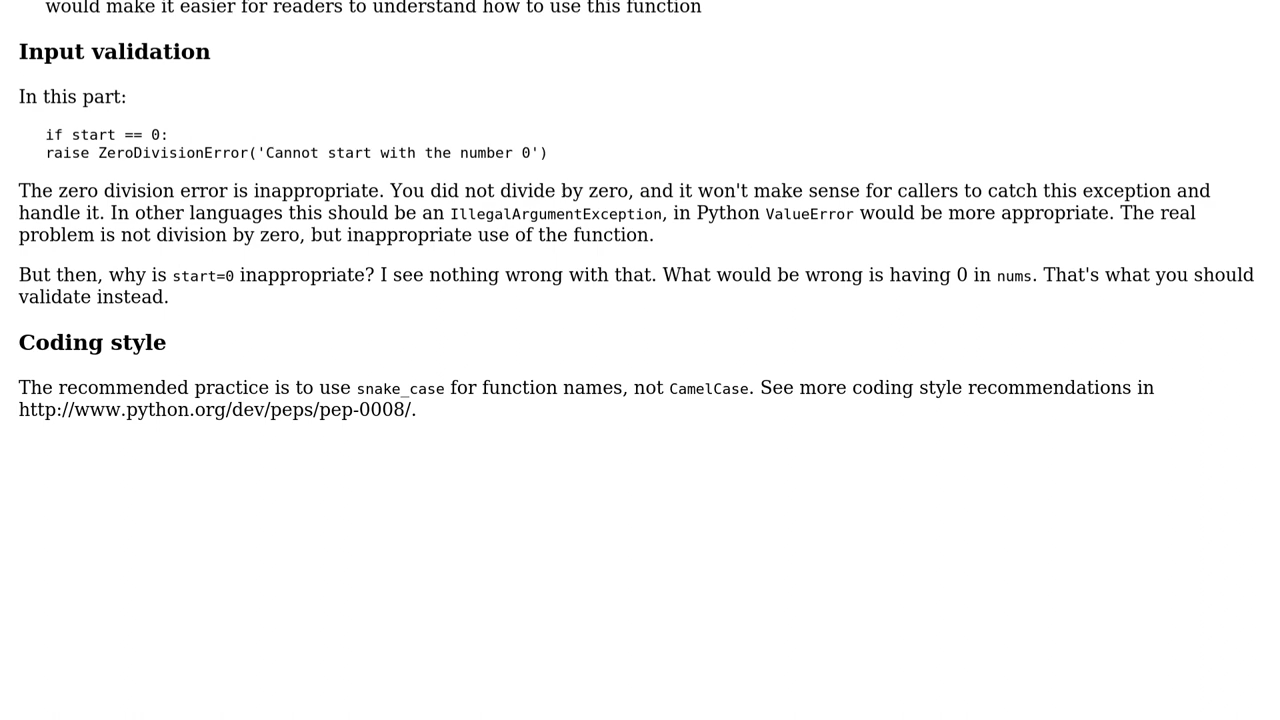 would make it easier for readers to understand how to use this function
Input validation
In this part:
if start == 0:
raise ZeroDivisionError('Cannot start with the number 0')
The zero division error is inappropriate. You did not divide by zero, and it won't make sense for callers to catch this exception and
handle it. In other languages this should be an IllegalArgumentException, in Python ValueError would be more appropriate. The real
problem is not division by zero, but inappropriate use of the function.
But then, why is start=0 inappropriate? I see nothing wrong with that. What would be wrong is having 0 in nums. That's what you should
validate instead.
Coding style
The recommended practice is to use snake_case for function names, not CamelCase. See more coding style recommendations in
http://www.python.org/dev/peps/pep-0008/.